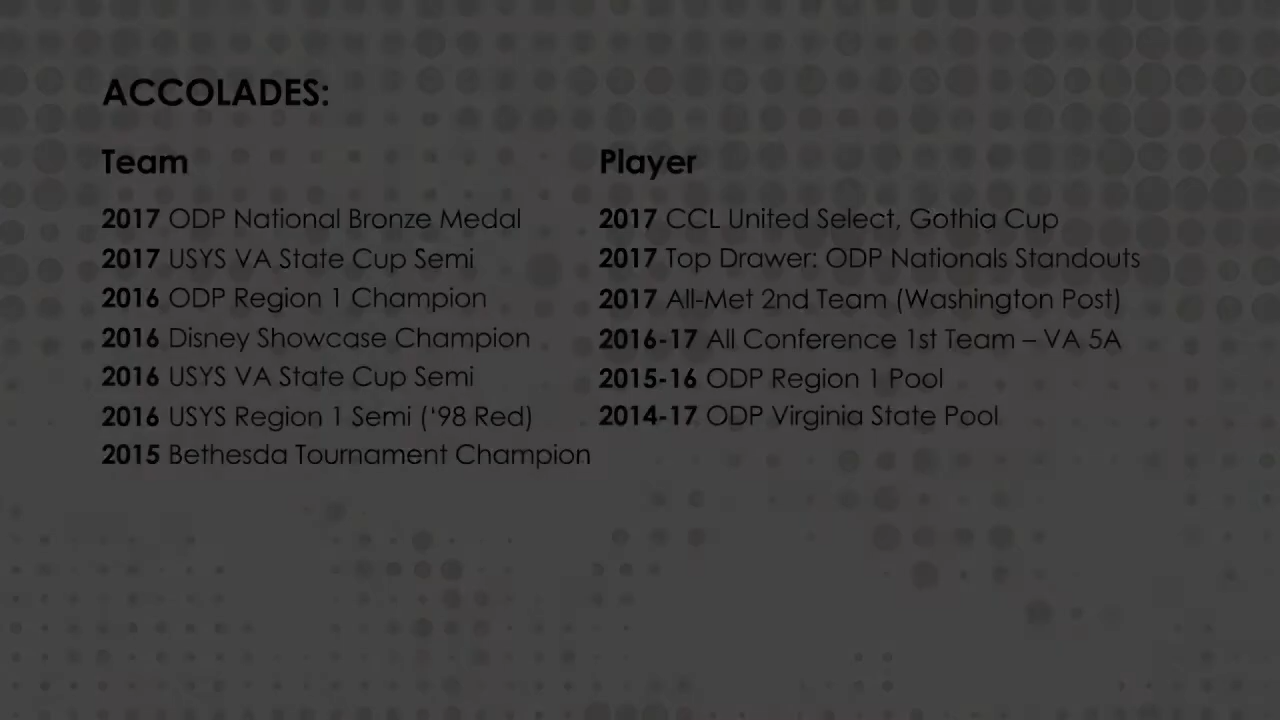 ACCOLADES:
Team
2017 ODP National Bronze Medal
2017 USYS VA State Cup Semi
2016 ODP Region 1 Champion
2016 Disney Showcase Champion
2016 USYS VA State Cup Semi
2016 USYS Region 1 Semi (‘98 Red)
2015 Bethesda Tournament Champion
Player
2017 CCL United Select, Gothia Cup
2017 Top Drawer: ODP Nationals Standouts
2017 All-Met 2nd Team (Washington Post)
2016-17 All Conference 1st Team – VA 5A
2015-16 ODP Region 1 Pool
2014-17 ODP Virginia State Pool